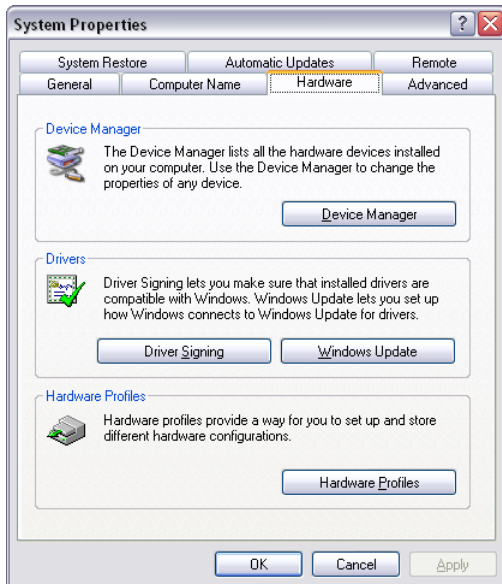 System Properties
?
System Restore
Automatic Updates
Remote
General
Computer Name
Hardware
Advanced
Device Manager
The Device Manager lists all the hardware devices installed
on your computer. Use the Device Manager to change the
properties of any device.
Device Manager
Drivers
Driver Signing lets you make sure that installed drivers are
compatible with Windows. Windows Update lets you set up
how Windows connects to Windows Update for drivers.
Driver Signing
Windows Update
Hardware Profiles
Hardware profiles provide a way for you to set up and store
different hardware configurations.
Hardware Profiles
OK
Cancel
Apply